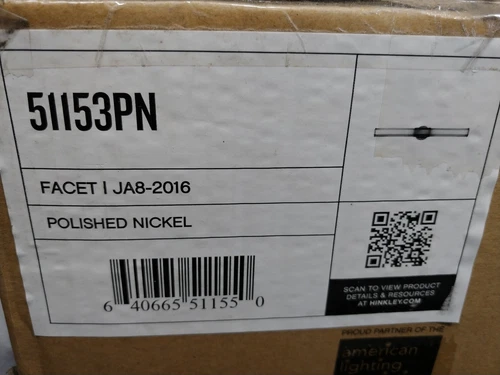 51153PN
FACET | JA8-2016
POLISHED NICKEL
6 40665 51155 0
SCAN TO VIEW PRODUCT
DETAILS & RESOURCES
AT HINKLEY.COM
PROUD PARTNER OF THE
american
lighting